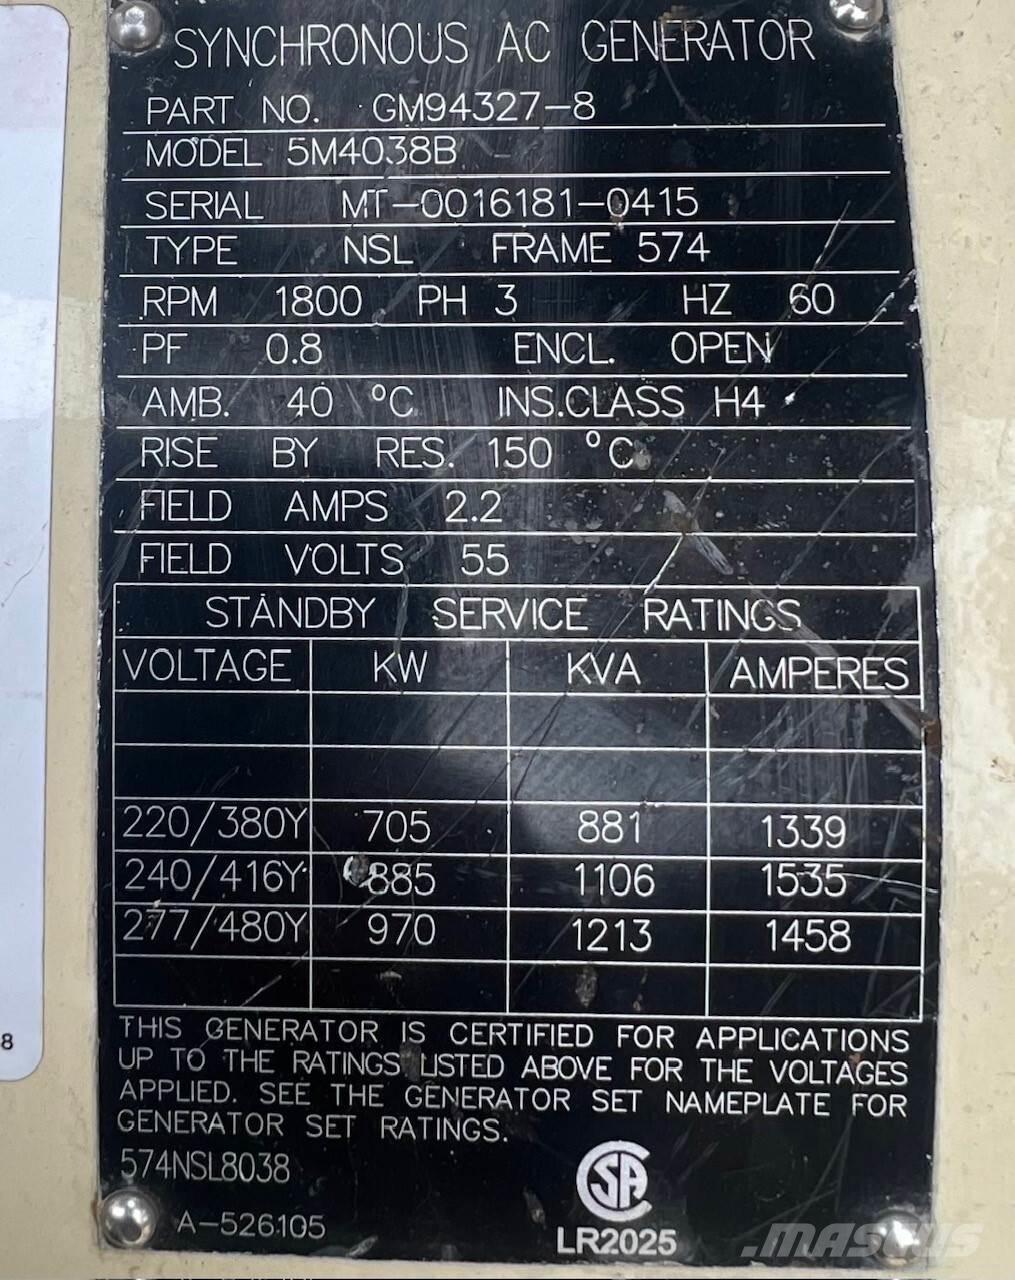 SYNCHRONOUS AC GENERATOR
PART NO. GM94327-8
MODEL 5M4038B
SERIAL MT-0016181-0415
TYPE NSL FRAME 574
RPM 1800 PH 3 HZ 60
PF 0.8 ENCL. OPEN
AMB. 40 °C INS.CLASS H4
RISE BY RES. 150 °C
FIELD AMPS 2.2
FIELD VOLTS 55
STANDBY SERVICE RATINGS
VOLTAGE KW KVA AMPERES
220/380Y 705 881 1339
240/416Y 885 1106 1535
277/480Y 970 1213 1458
THIS GENERATOR IS CERTIFIED FOR APPLICATIONS
UP TO THE RATINGS LISTED ABOVE FOR THE VOLTAGES
APPLIED. SEE THE GENERATOR SET NAMEPLATE FOR
GENERATOR SET RATINGS.
574NSL8038
A-526105
CSA
LR2025
8
MASCUS